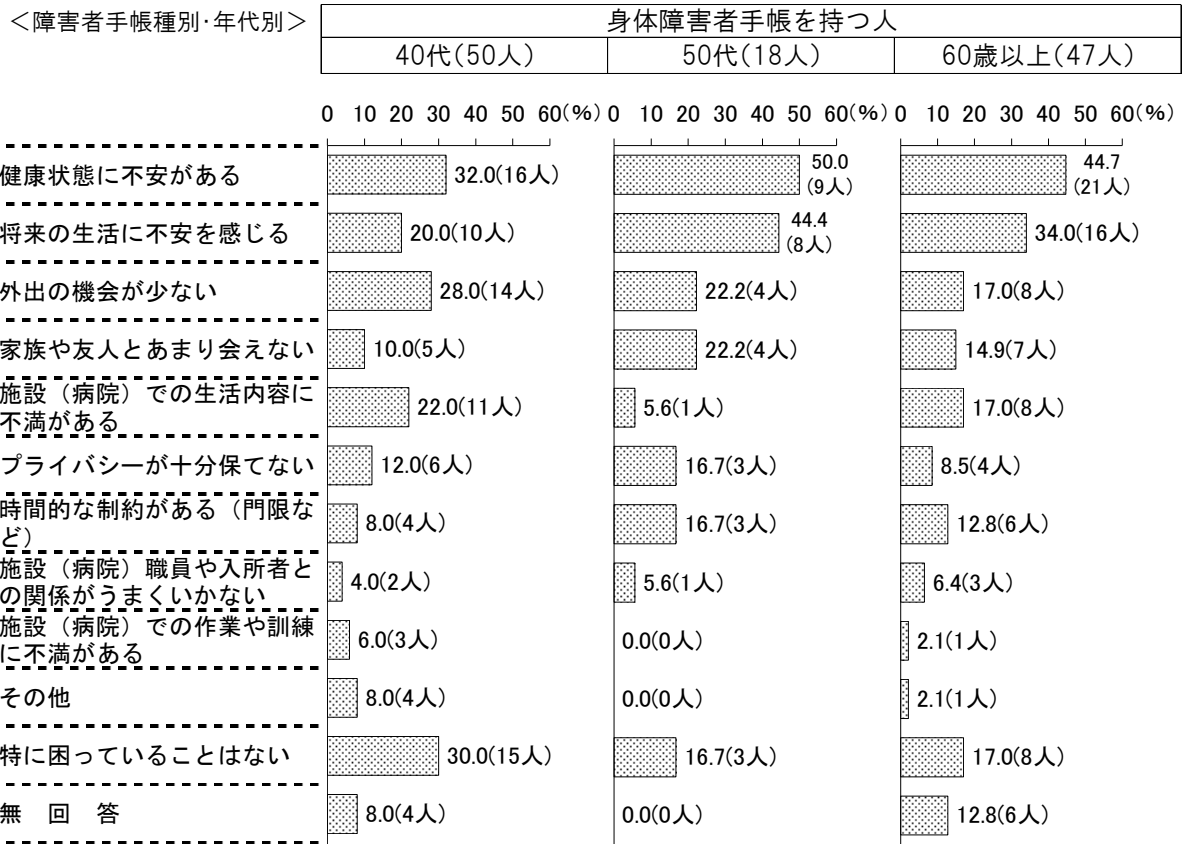 ＜障害者手帳種別･年代別＞
身体障害者手帳を持つ人
40代(50人) 50代(18人) 60歳以上(47人)
0 10 20 30 40 50 60(%) 0 10 20 30 40 50 60(%) 0 10 20 30 40 50 60(%)
健康状態に不安がある 32.0(16人) 50.0 44.7
(9人) (21人)
将来の生活に不安を感じる 20.0(10人) 44.4 34.0(16人)
(8人)
外出の機会が少ない 28.0(14人) 22.2(4人) 17.0(8人)
家族や友人とあまり会えない 10.0(5人) 22.2(4人) 14.9(7人)
施設（病院）での生活内容に
不満がある 22.0(11人) 5.6(1人) 17.0(8人)
プライバシーが十分保てない 12.0(6人) 16.7(3人) 8.5(4人)
時間的な制約がある（門限な
ど） 8.0(4人) 16.7(3人) 12.8(6人)
施設（病院）職員や入所者と
の関係がうまくいかない 4.0(2人) 5.6(1人) 6.4(3人)
施設（病院）での作業や訓練
に不満がある 6.0(3人) 0.0(0人) 2.1(1人)
その他 8.0(4人) 0.0(0人) 2.1(1人)
特に困っていることはない 30.0(15人) 16.7(3人) 17.0(8人)
無　回　答 8.0(4人) 0.0(0人) 12.8(6人)